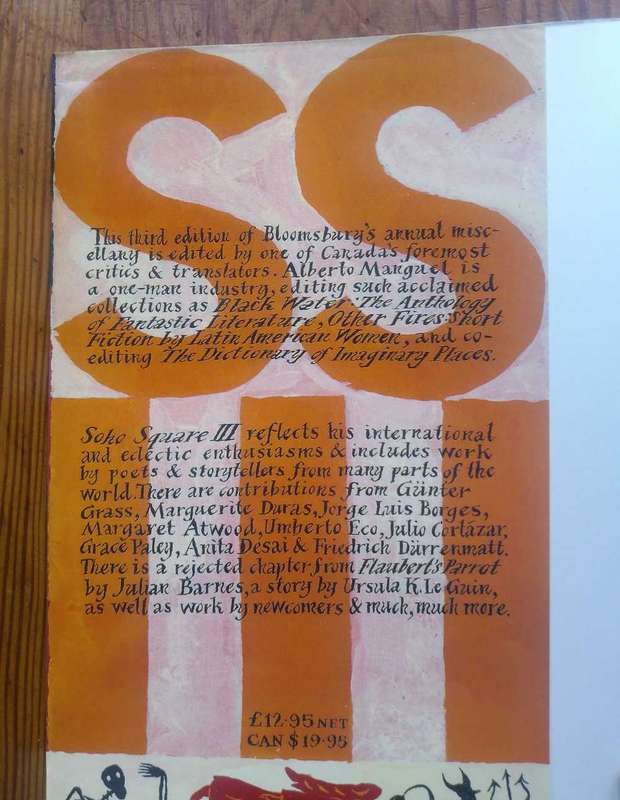 SS
This third edition of Bloomsbury's annual misc-
ellany is edited by one of Canada's foremost
critics & translators. Alberto Manguel is
a one-man industry, editing such acclaimed
collections as Black Water: The Anthology
of Fantastic Literature, Other Fires: Short
Fiction by Latin American Women, and co-
editing The Dictionary of Imaginary Places.
III
Soho Square III reflects his international
and eclectic enthusiasms & includes work
by poets & storytellers from many parts of the
world. There are contributions from Günter
Grass, Marguerite Duras, Jorge Luis Borges,
Margaret Atwood, Umberto Eco, Julio Cortázar,
Grace Paley, Anita Desai & Friedrich Dürrenmatt.
There is a rejected chapter from Flaubert's Parrot
by Julian Barnes, a story by Ursula K. Le Guin,
as well as work by newcomers & much, much more.
£12·95 NET
CAN $19·95